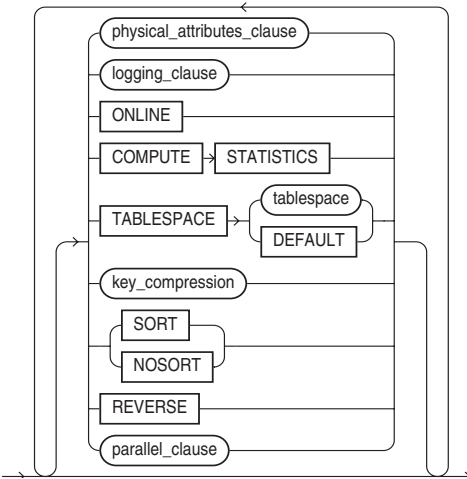 physical_attributes_clause
logging_clause
ONLINE
COMPUTE STATISTICS
tablespace
TABLESPACE
DEFAULT
key_compression
SORT
NOSORT
REVERSE
parallel_clause